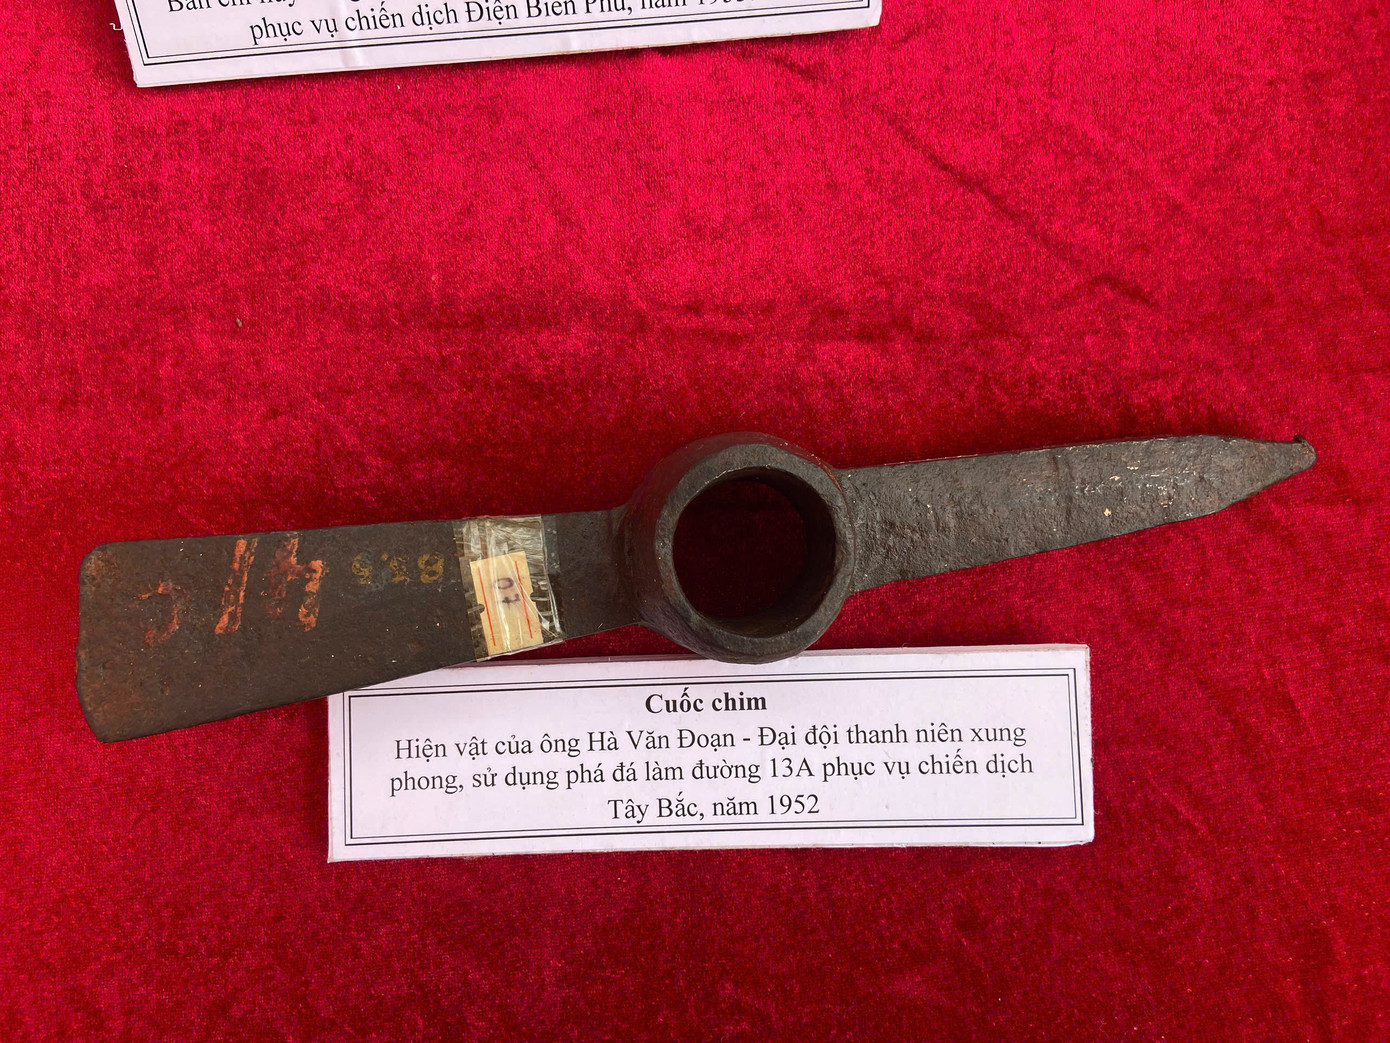 phục vụ chiến dịch Điện Biên Phủ, năm
Cuốc chim
Hiện vật của ông Hà Văn Đoạn - Đại đội thanh niên xung
phong, sử dụng phá đá làm đường 13A phục vụ chiến dịch
Tây Bắc, năm 1952